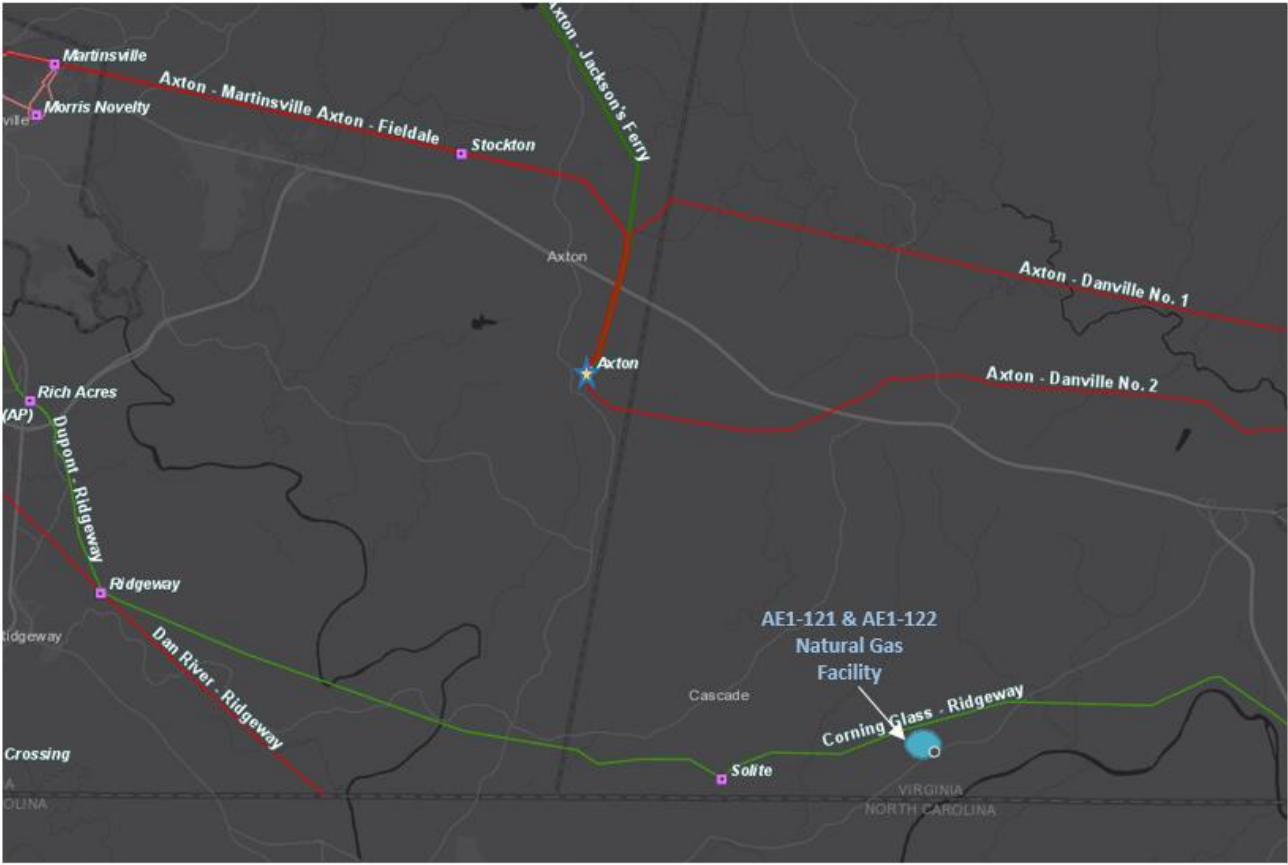 Martinsville
Morris Novelty
ville
Axton - Martinsville Axton - Fieldale
Stockton
Axton - Jackson's Ferry
Axton
Axton - Danville No. 1
Axton
Axton - Danville No. 2
Rich Acres
(AP)
Dupont - Ridgeway
Ridgeway
Ridgeway
Dan River - Ridgeway
AE1-121 & AE1-122
Natural Gas
Facility
Cascade
Corning Glass - Ridgeway
Crossing
Solite
A
OLINA
VIRGINIA
NORTH CAROLINA